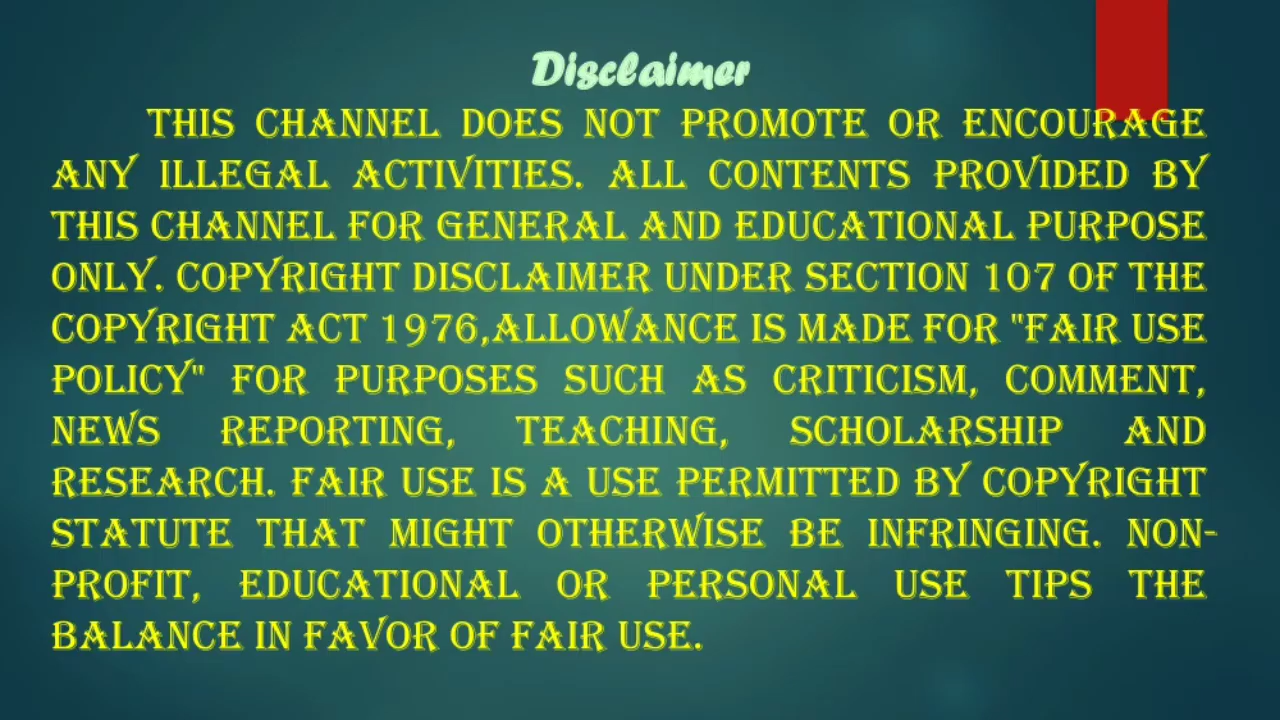 Disclaimer
THIS CHANNEL DOES NOT PROMOTE OR ENCOURAGE
ANY ILLEGAL ACTIVITIES. ALL CONTENTS PROVIDED BY
THIS CHANNEL FOR GENERAL AND EDUCATIONAL PURPOSE
ONLY. COPYRIGHT DISCLAIMER UNDER SECTION 107 OF THE
COPYRIGHT ACT 1976,ALLOWANCE IS MADE FOR "FAIR USE
POLICY" FOR PURPOSES SUCH AS CRITICISM, COMMENT,
NEWS REPORTING, TEACHING, SCHOLARSHIP AND
RESEARCH. FAIR USE IS A USE PERMITTED BY COPYRIGHT
STATUTE THAT MIGHT OTHERWISE BE INFRINGING. NON-
PROFIT, EDUCATIONAL OR PERSONAL USE TIPS THE
BALANCE IN FAVOR OF FAIR USE.